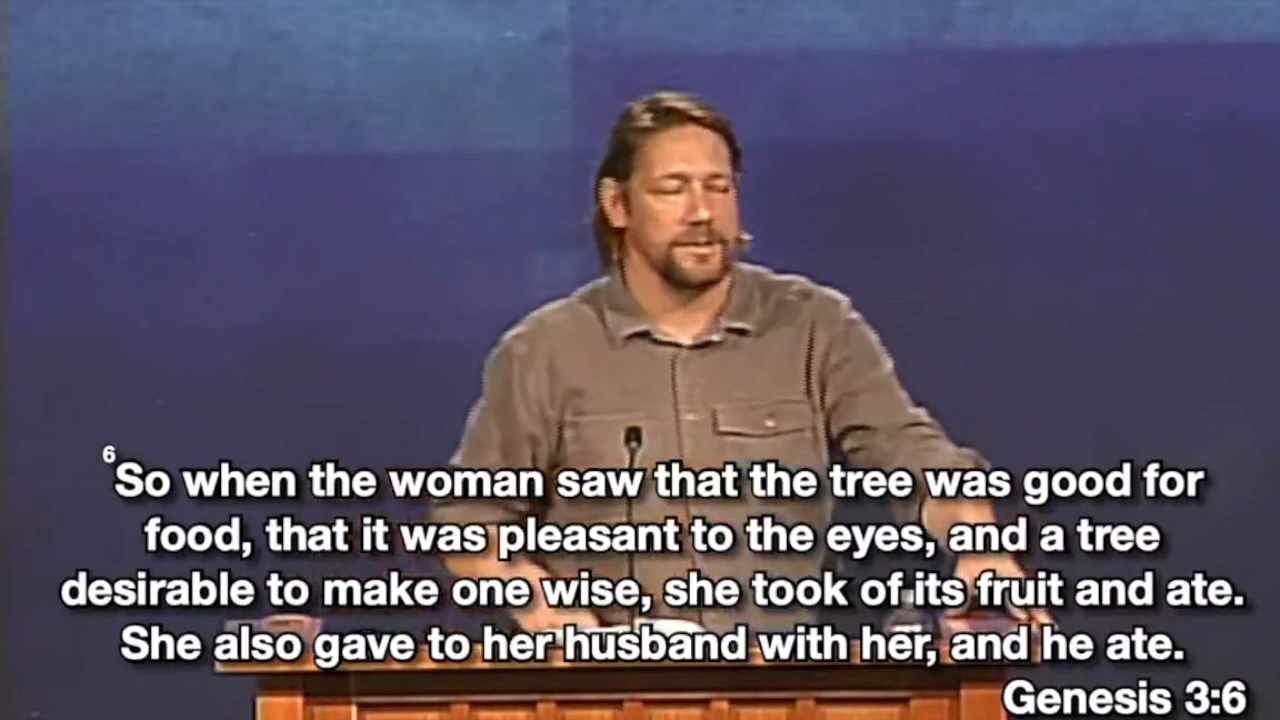 ⁶So when the woman saw that the tree was good for
food, that it was pleasant to the eyes, and a tree
desirable to make one wise, she took of its fruit and ate.
She also gave to her husband with her, and he ate.
Genesis 3:6